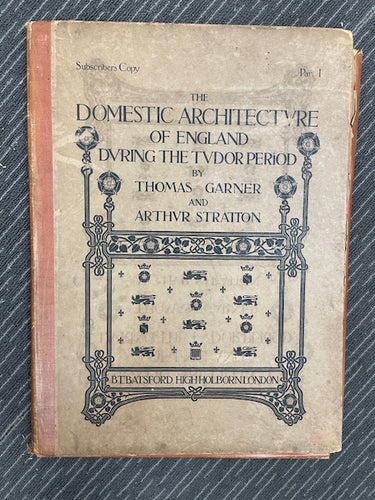 Subscribers Copy Part I
THE
DOMESTIC ARCHITECTVRE
OF ENGLAND
DVRING THE TVDOR PERIOD
BY
THOMAS GARNER
AND
ARTHVR STRATTON
B.T.BATSFORD HIGH HOLBORN LONDON